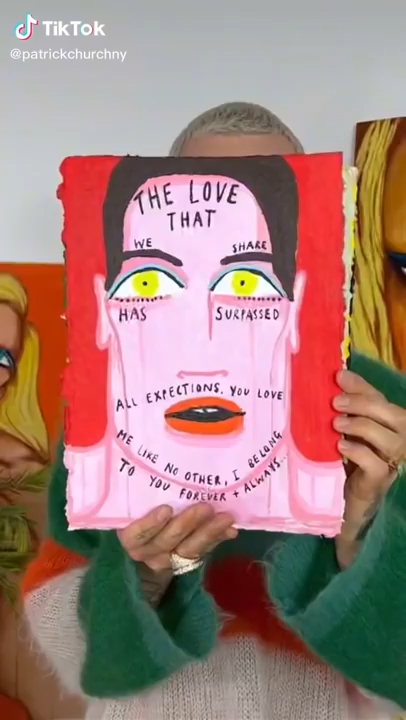 TikTok
@patrickchurchny
THE LOVE
THAT
WE SHARE
HAS SURPASSED
ALL EXPECTIONS, YOU LOVE
ME LIKE NO OTHER, I BELONG
TO YOU FOREVER + ALWAYS..